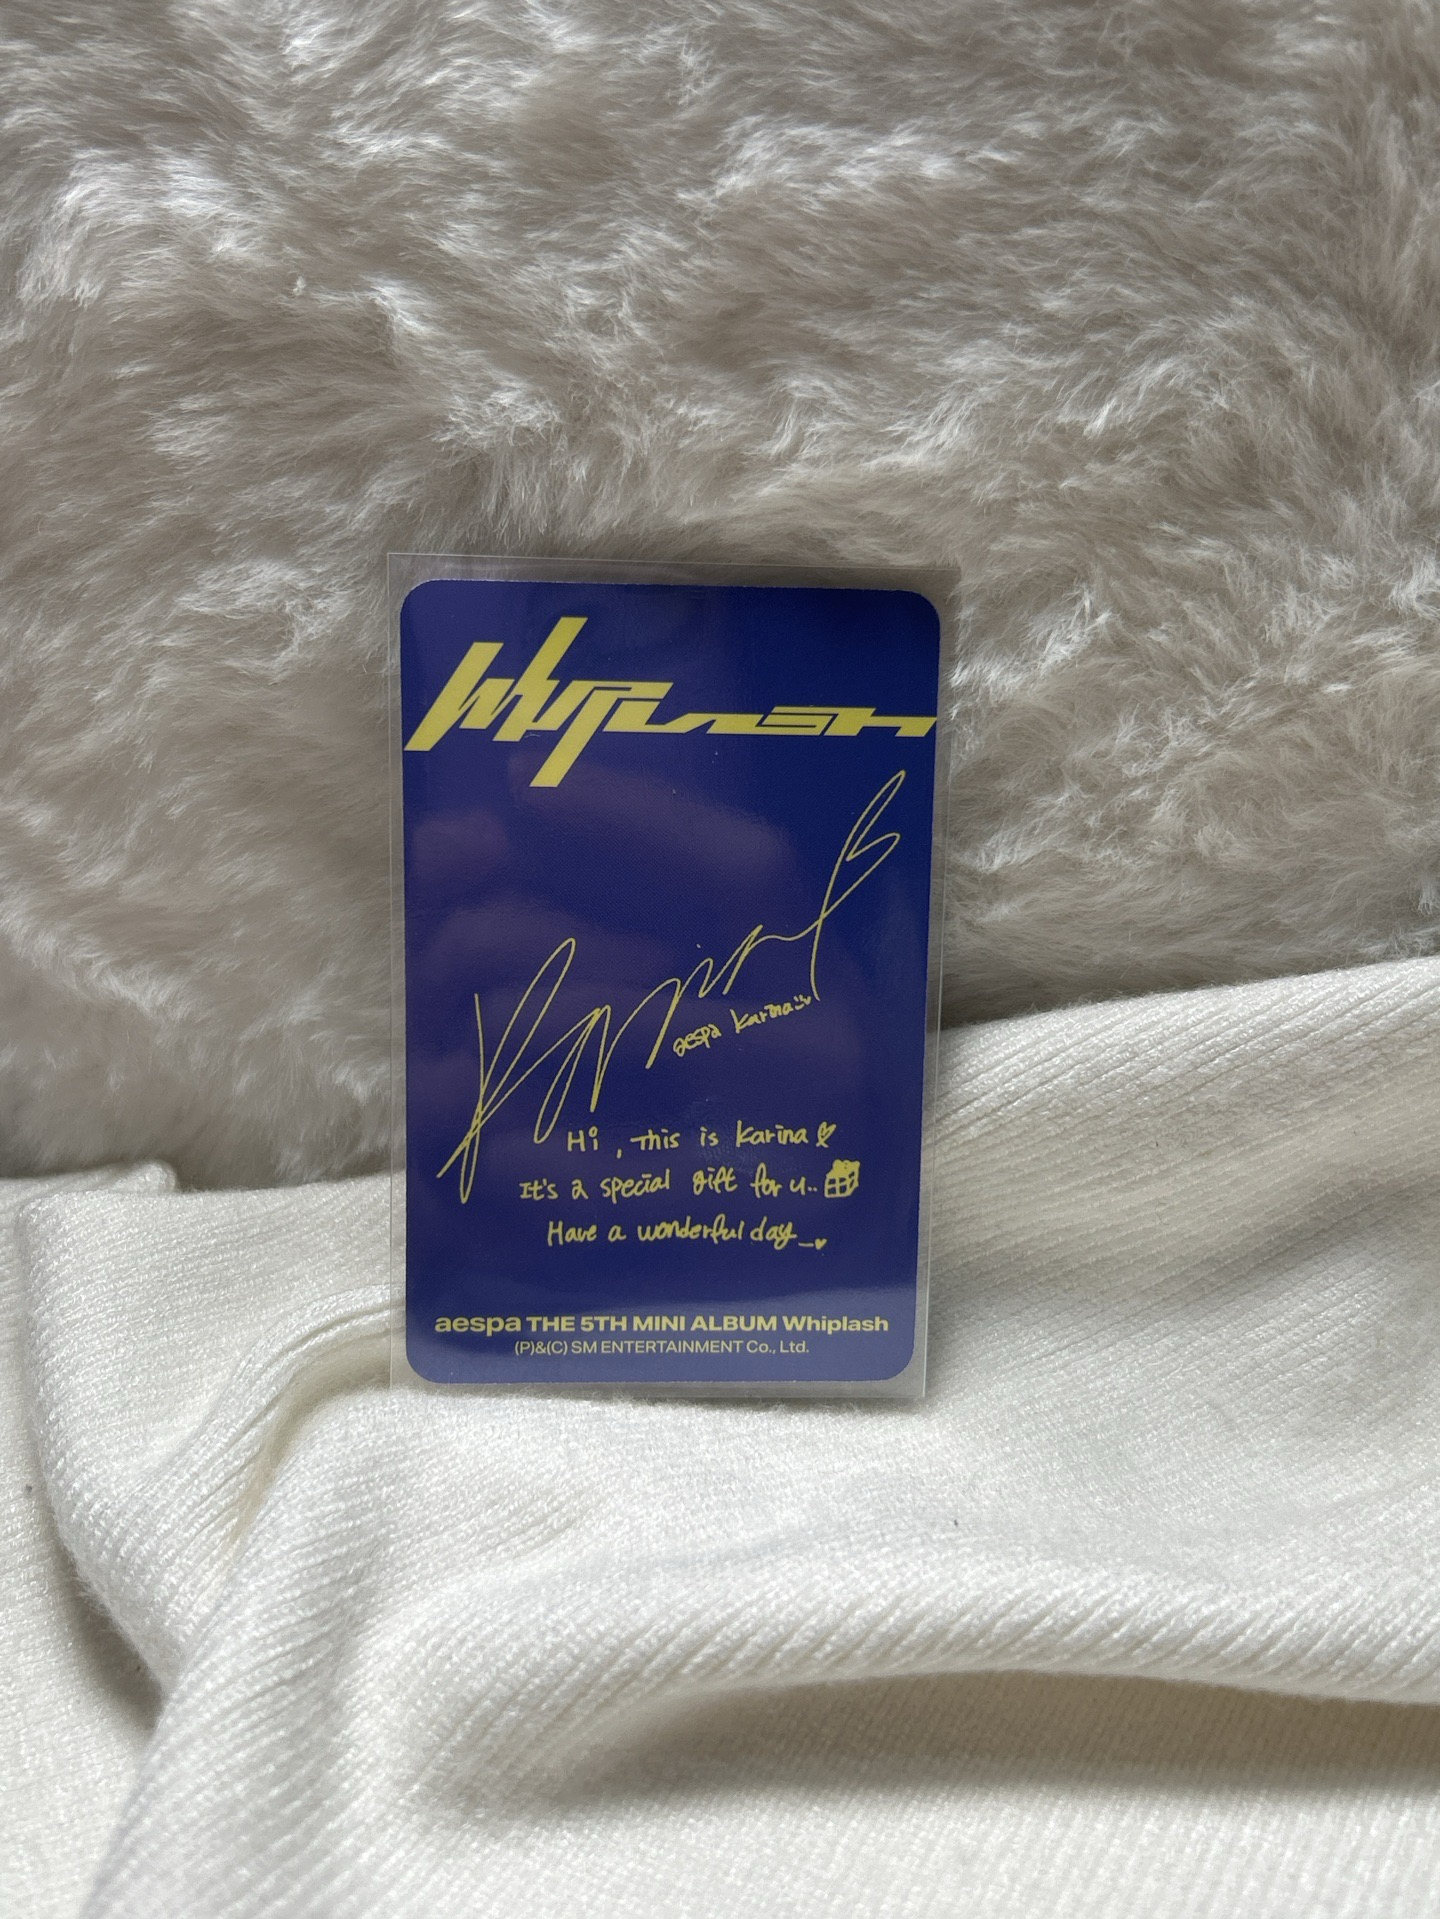 Whiplash
Karina
aespa Karina
Hi, This is Karina
It's a special gift for u..
Have a wonderful day_
aespa THE 5TH MINI ALBUM Whiplash
(P)&(C) SM ENTERTAINMENT Co., Ltd.